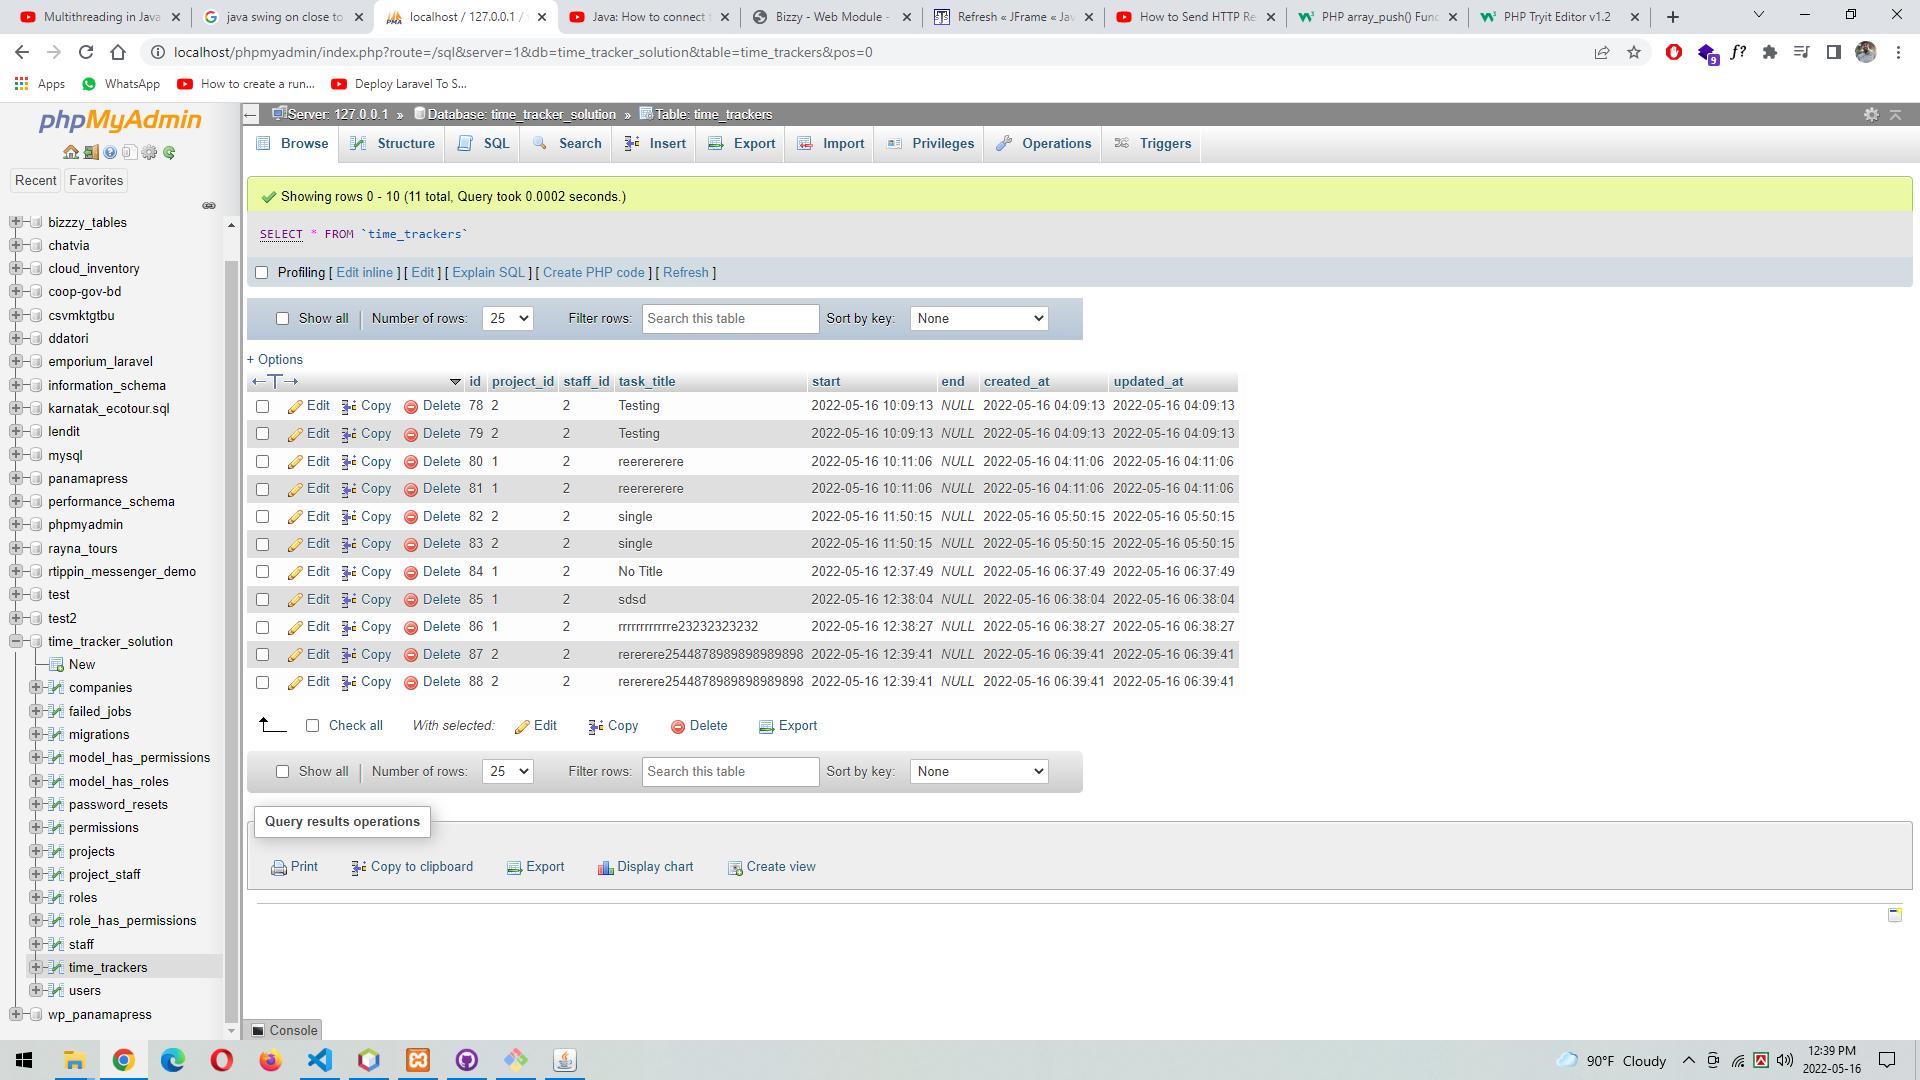 Multithreading in Java
java swing on close to
localhost / 127.0.0.1 /
Java: How to connect
Bizzy - Web Module -
Refresh « JFrame « Jav
How to Send HTTP Re
PHP array_push() Func
PHP Tryit Editor v1.2
localhost/phpmyadmin/index.php?route=/sql&server=1&db=time_tracker_solution&table=time_trackers&pos=0
f?
9
Apps
WhatsApp
How to create a run...
Deploy Laravel To S...
phpMyAdmin
Recent Favorites
bizzzy_tables
chatvia
cloud_inventory
coop-gov-bd
csvmktgtbu
ddatori
emporium_laravel
information_schema
karnatak_ecotour.sql
lendit
mysql
panamapress
performance_schema
phpmyadmin
rayna_tours
rtippin_messenger_demo
test
test2
time_tracker_solution
New
companies
failed_jobs
migrations
model_has_permissions
model_has_roles
password_resets
permissions
projects
project_staff
roles
role_has_permissions
staff
time_trackers
users
wp_panamapress
Server: 127.0.0.1 » Database: time_tracker_solution » Table: time_trackers
Browse Structure SQL Search Insert Export Import Privileges Operations Triggers
Showing rows 0 - 10 (11 total, Query took 0.0002 seconds.)
SELECT * FROM `time_trackers`
Profiling [ Edit inline ] [ Edit ] [ Explain SQL ] [ Create PHP code ] [ Refresh ]
Show all | Number of rows: 25 Filter rows: Search this table Sort by key: None
+ Options
←T→ id project_id staff_id task_title start end created_at updated_at
Edit Copy Delete 78 2 2 Testing 2022-05-16 10:09:13 NULL 2022-05-16 04:09:13 2022-05-16 04:09:13
Edit Copy Delete 79 2 2 Testing 2022-05-16 10:09:13 NULL 2022-05-16 04:09:13 2022-05-16 04:09:13
Edit Copy Delete 80 1 2 reerererere 2022-05-16 10:11:06 NULL 2022-05-16 04:11:06 2022-05-16 04:11:06
Edit Copy Delete 81 1 2 reerererere 2022-05-16 10:11:06 NULL 2022-05-16 04:11:06 2022-05-16 04:11:06
Edit Copy Delete 82 2 2 single 2022-05-16 11:50:15 NULL 2022-05-16 05:50:15 2022-05-16 05:50:15
Edit Copy Delete 83 2 2 single 2022-05-16 11:50:15 NULL 2022-05-16 05:50:15 2022-05-16 05:50:15
Edit Copy Delete 84 1 2 No Title 2022-05-16 12:37:49 NULL 2022-05-16 06:37:49 2022-05-16 06:37:49
Edit Copy Delete 85 1 2 sdsd 2022-05-16 12:38:04 NULL 2022-05-16 06:38:04 2022-05-16 06:38:04
Edit Copy Delete 86 1 2 rrrrrrrrrrrre23232323232 2022-05-16 12:38:27 NULL 2022-05-16 06:38:27 2022-05-16 06:38:27
Edit Copy Delete 87 2 2 rerererere2544878989898989898 2022-05-16 12:39:41 NULL 2022-05-16 06:39:41 2022-05-16 06:39:41
Edit Copy Delete 88 2 2 rerererere2544878989898989898 2022-05-16 12:39:41 NULL 2022-05-16 06:39:41 2022-05-16 06:39:41
Check all With selected: Edit Copy Delete Export
Show all | Number of rows: 25 Filter rows: Search this table Sort by key: None
Query results operations
Print Copy to clipboard Export Display chart Create view
Console
90°F Cloudy
12:39 PM
2022-05-16